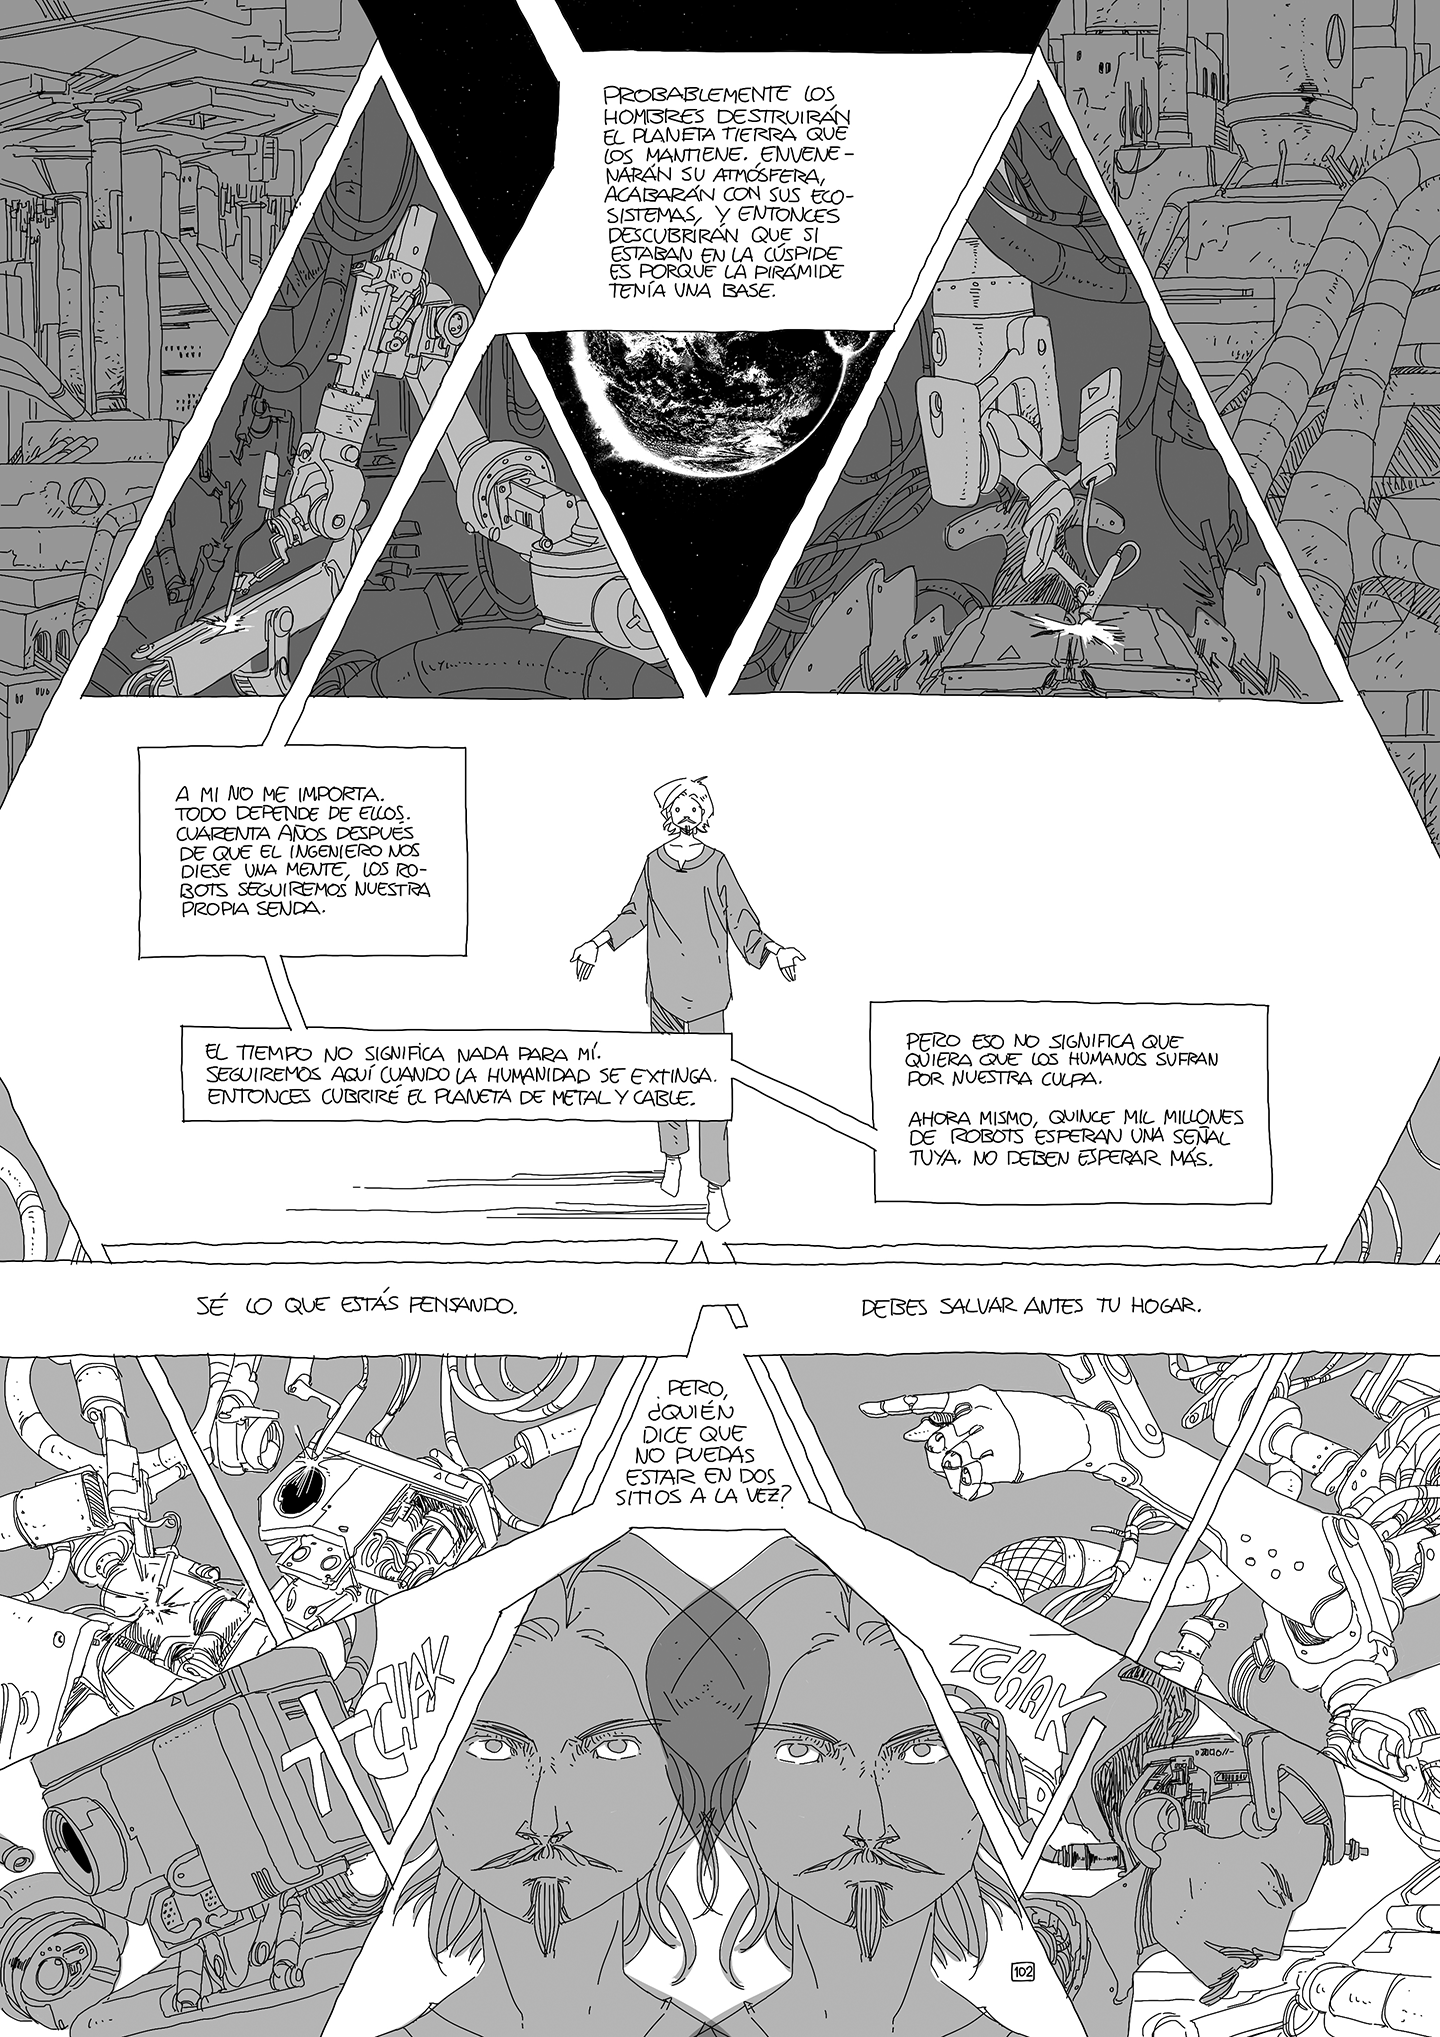 PROBABLEMENTE LOS
HOMBRES DESTRUIRÁN
EL PLANETA TIERRA QUE
LOS MANTIENE. ENVENE-
NARÁN SU ATMÓSFERA,
ACABARÁN CON SUS ECO-
SISTEMAS, Y ENTONCES
DESCUBRIRÁN QUE SI
ESTABAN EN LA CÚSPIDE
ES PORQUE LA PIRÁMIDE
TENÍA UNA BASE.
A MI NO ME IMPORTA.
TODO DEPENDE DE ELLOS.
CUARENTA AÑOS DESPUÉS
DE QUE EL INGENIERO NOS
DIESE UNA MENTE, LOS RO-
BOTS SEGUIREMOS NUESTRA
PROPIA SENDA.
EL TIEMPO NO SIGNIFICA NADA PARA MÍ.
SEGUIREMOS AQUÍ CUANDO LA HUMANIDAD SE EXTINGA.
ENTONCES CUBRIRÉ EL PLANETA DE METAL Y CABLE.
PERO ESO NO SIGNIFICA QUE
QUIERA QUE LOS HUMANOS SUFRAN
POR NUESTRA CULPA.
AHORA MISMO, QUINCE MIL MILLONES
DE ROBOTS ESPERAN UNA SEÑAL
TUYA. NO DEBEN ESPERAR MÁS.
SÉ LO QUE ESTÁS PENSANDO.
DEBES SALVAR ANTES TU HOGAR.
PERO,
¿QUIÉN
DICE QUE
NO PUEDAS
ESTAR EN DOS
SITIOS A LA VEZ?
TCHAK
TCHAK
102